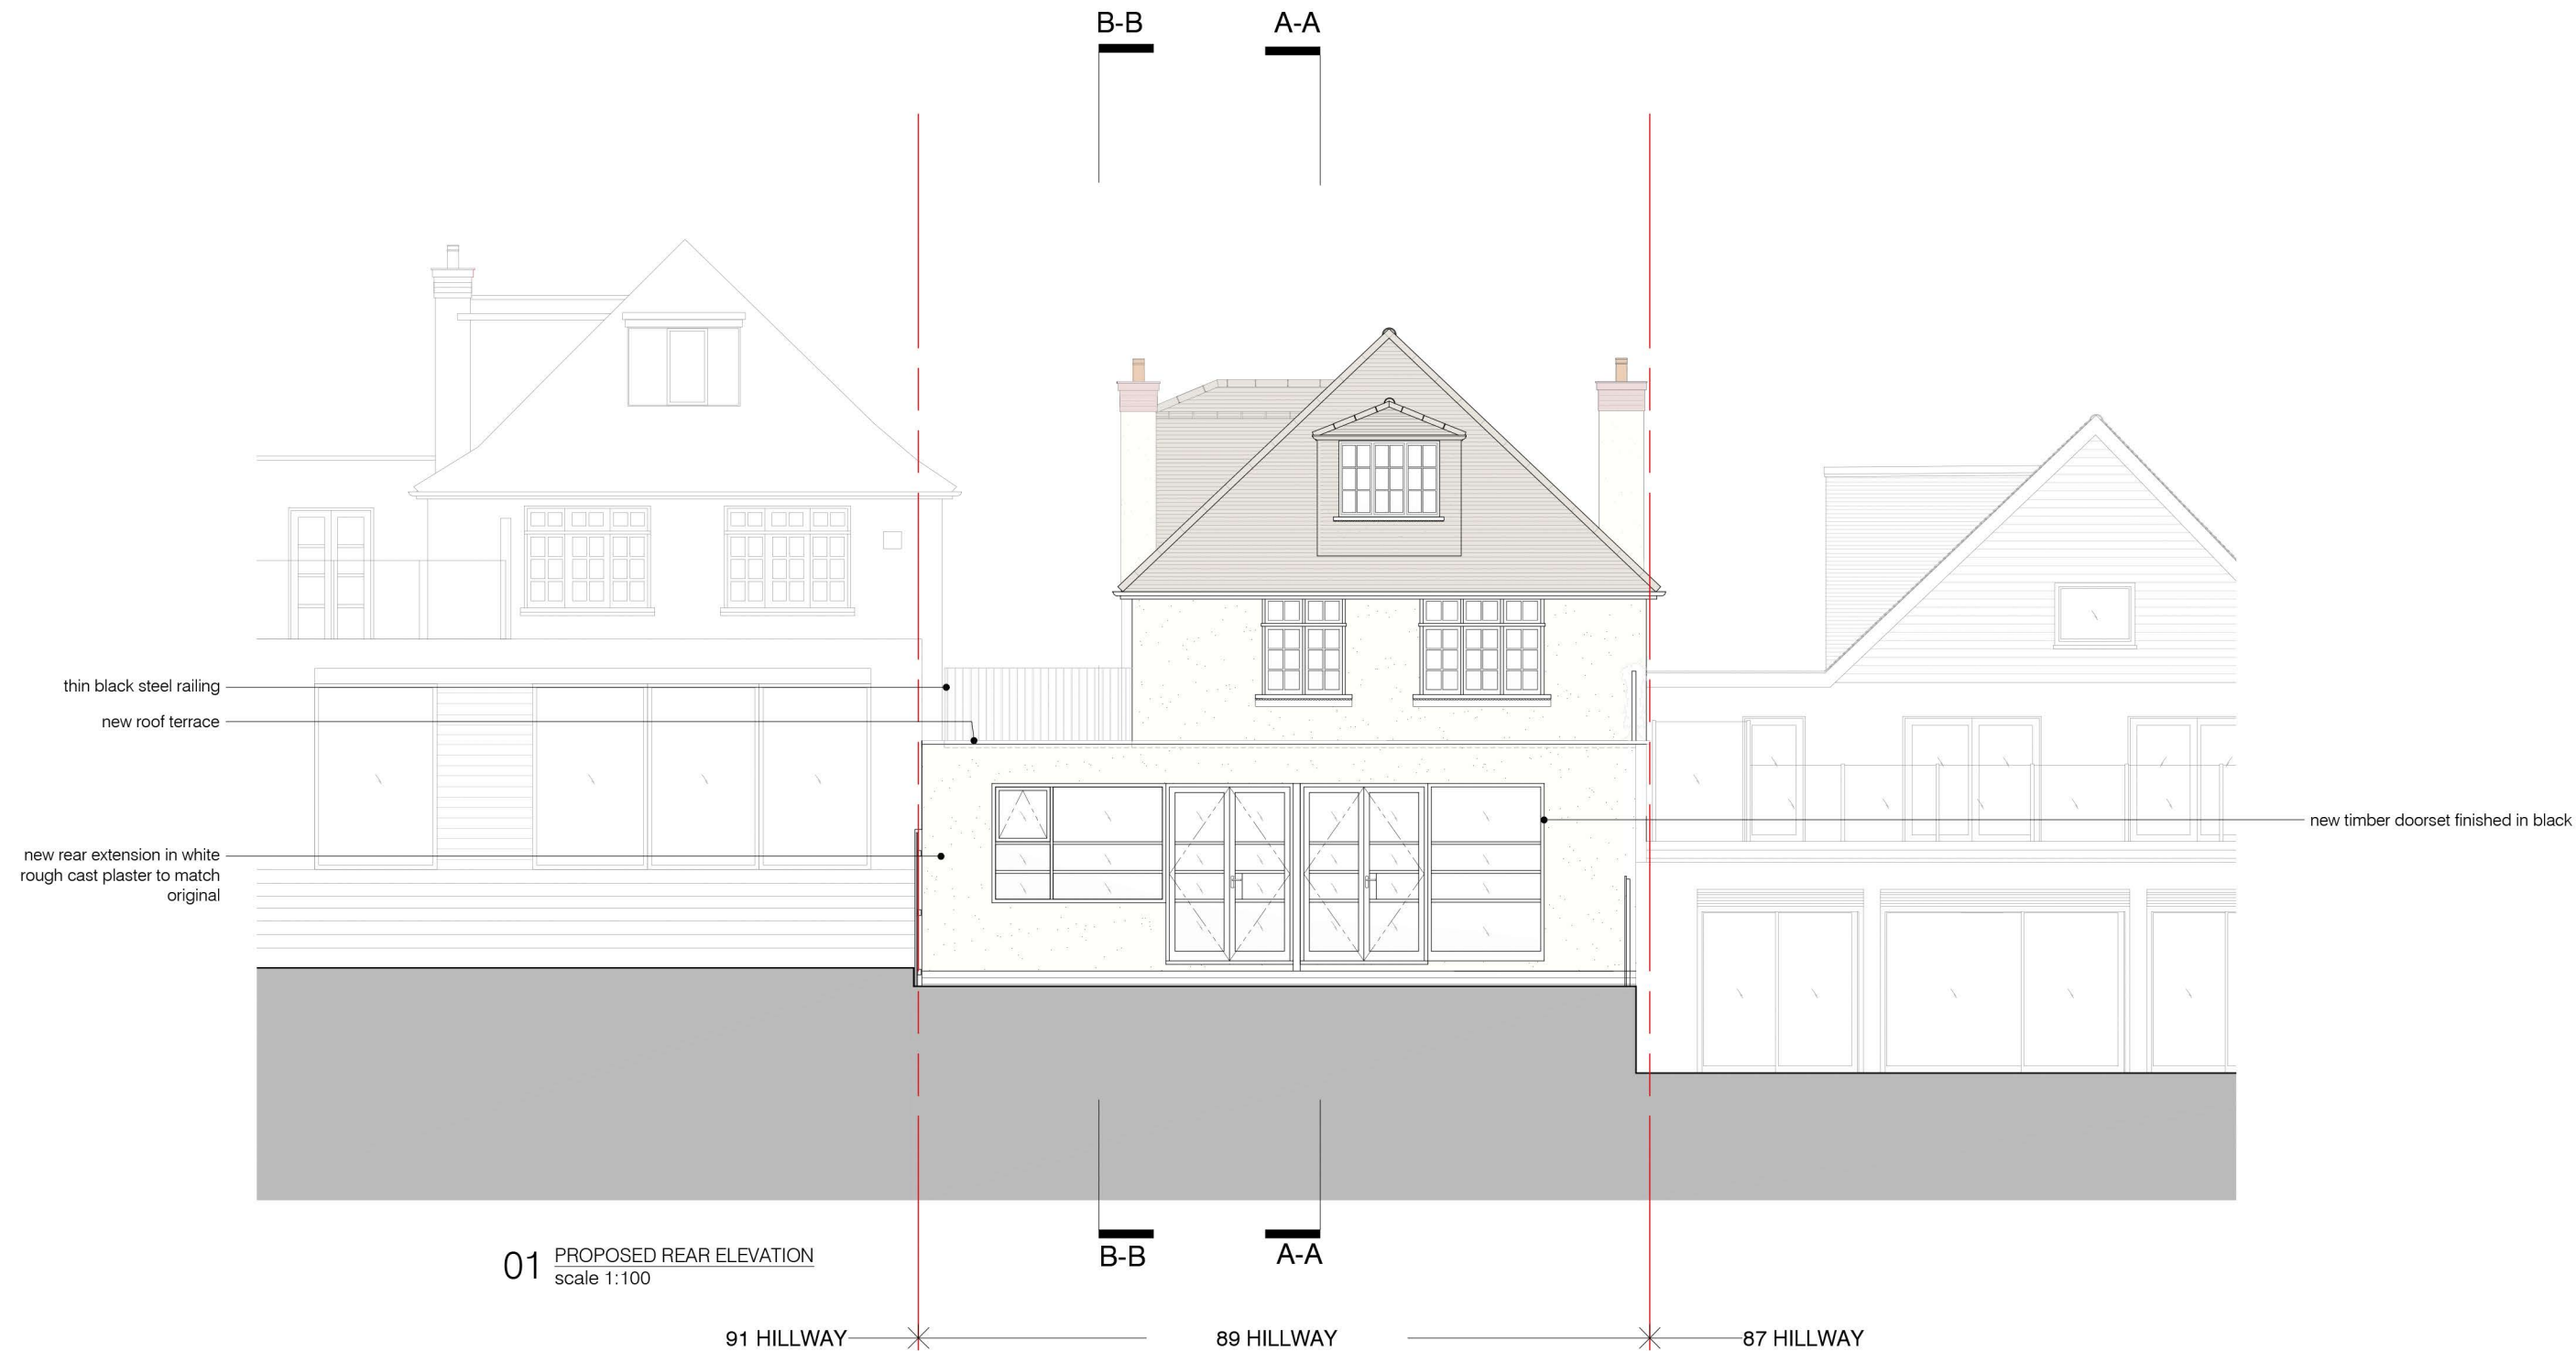 B-B
A-A
thin black steel railing
new roof terrace
new timber doorset finished in black
new rear extension in white
rough cast plaster to match
original
B-B
A-A
01 PROPOSED REAR ELEVATION
scale 1:100
91 HILLWAY
89 HILLWAY
87 HILLWAY